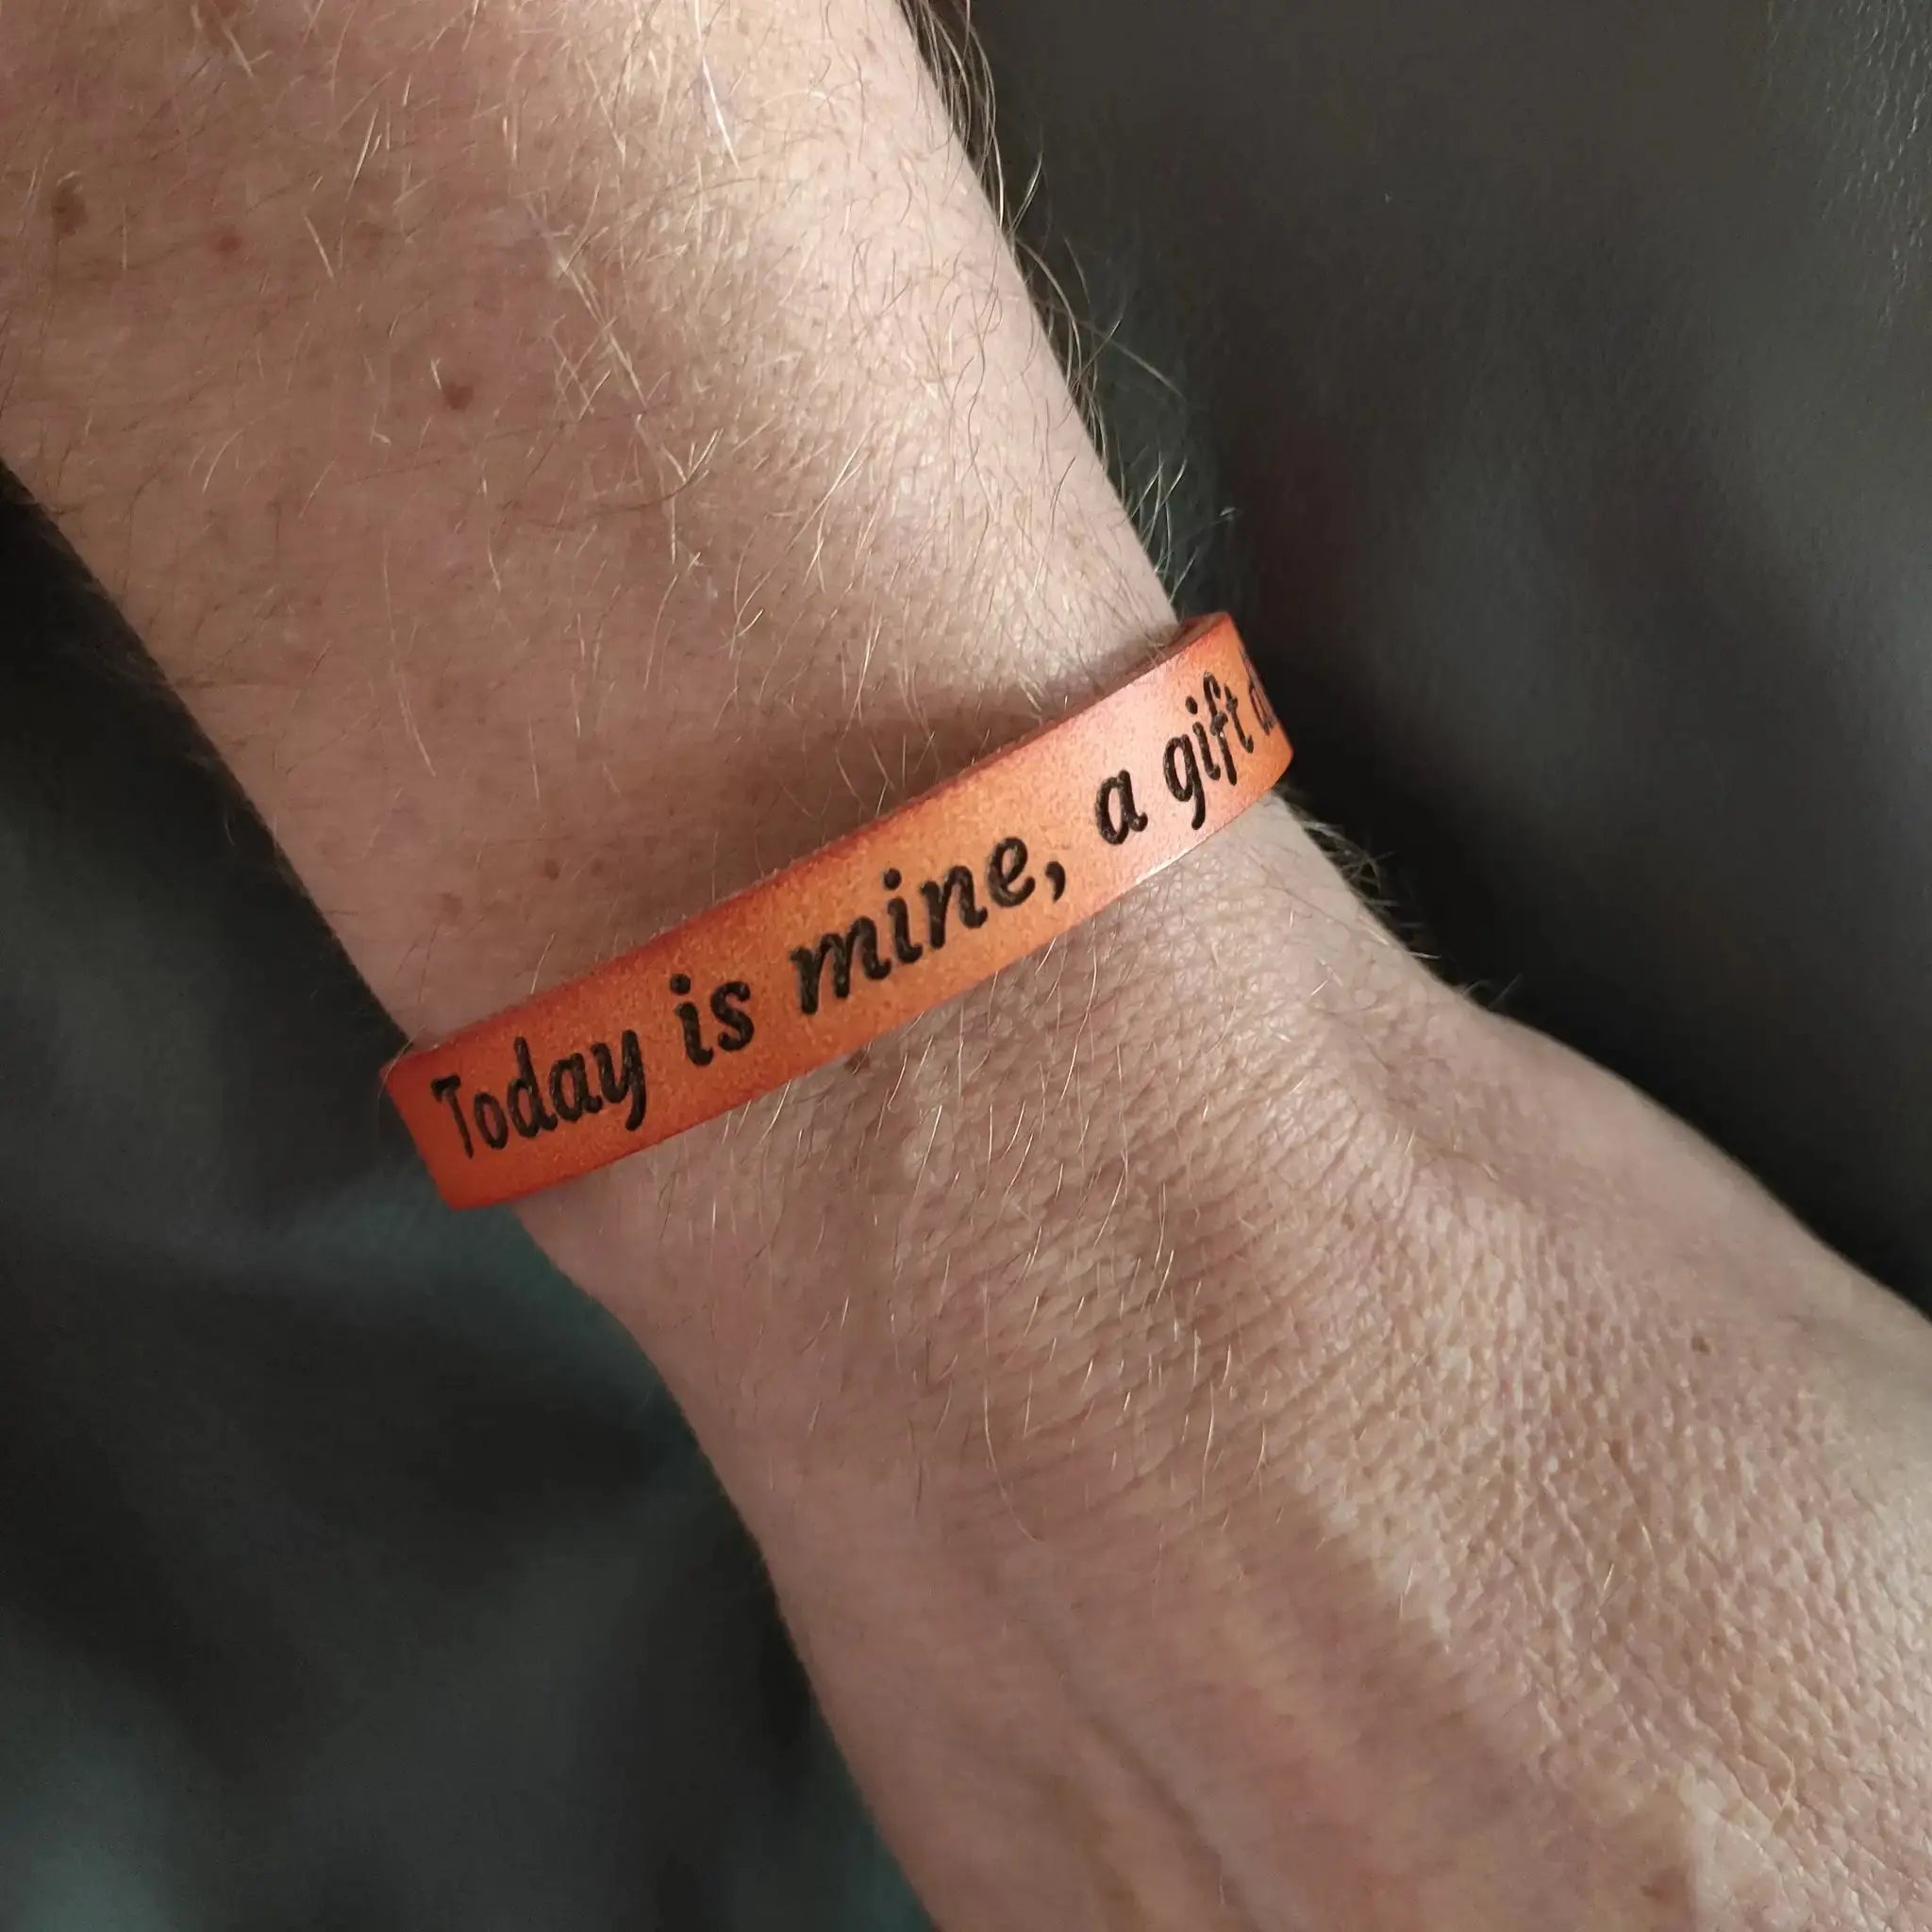 Today is mine, a gift